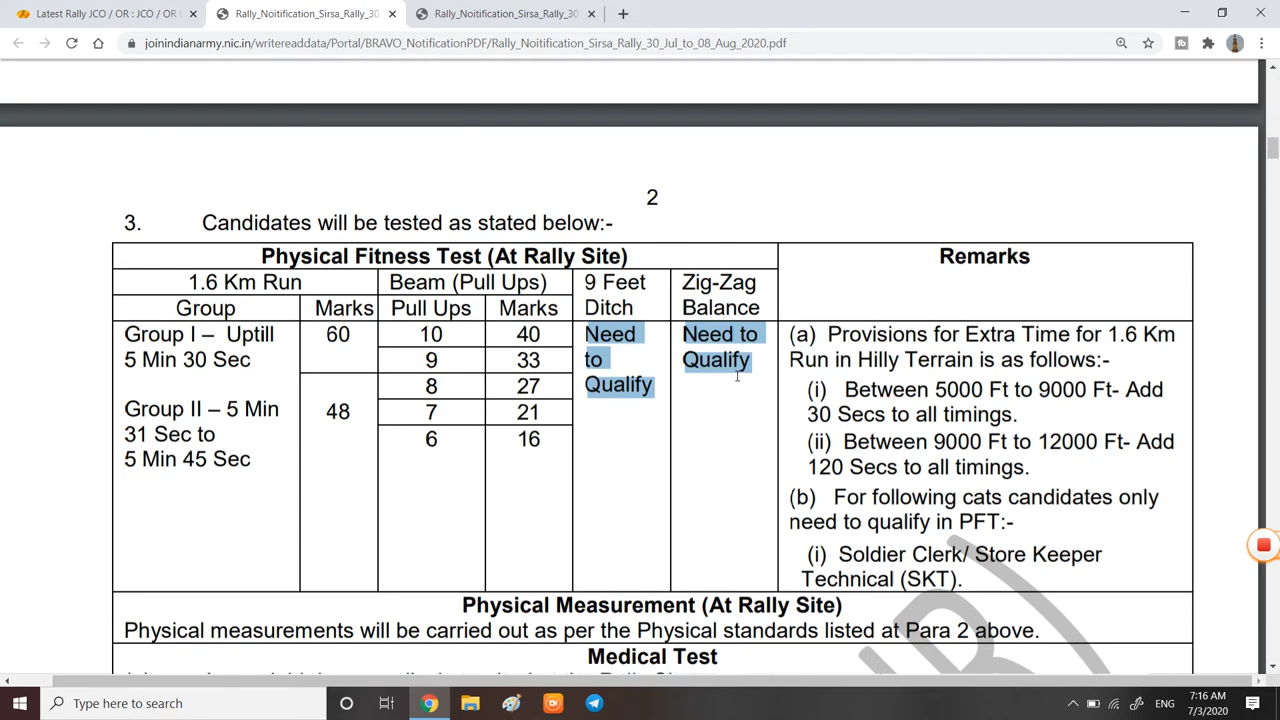 Latest Rally JCO / OR : JCO / OR
Rally_Noitification_Sirsa_Rally_30
Rally_Noitification_Sirsa_Rally_30
joinindianarmy.nic.in/writereaddata/Portal/BRAVO_NotificationPDF/Rally_Noitification_Sirsa_Rally_30_Jul_to_08_Aug_2020.pdf
2
3. Candidates will be tested as stated below:-
Physical Fitness Test (At Rally Site)
Remarks
1.6 Km Run
Beam (Pull Ups)
9 Feet
Ditch
Zig-Zag
Balance
Group
Marks
Pull Ups
Marks
Group I – Uptill
5 Min 30 Sec
60
10
40
Need
to
Qualify
Need to
Qualify
9
33
8
27
Group II – 5 Min
31 Sec to
5 Min 45 Sec
48
7
21
6
16
(a) Provisions for Extra Time for 1.6 Km
Run in Hilly Terrain is as follows:-
(i) Between 5000 Ft to 9000 Ft- Add
30 Secs to all timings.
(ii) Between 9000 Ft to 12000 Ft- Add
120 Secs to all timings.
(b) For following cats candidates only
need to qualify in PFT:-
(i) Soldier Clerk/ Store Keeper
Technical (SKT).
Physical Measurement (At Rally Site)
Physical measurements will be carried out as per the Physical standards listed at Para 2 above.
Medical Test
Type here to search
ENG
7:16 AM
7/3/2020